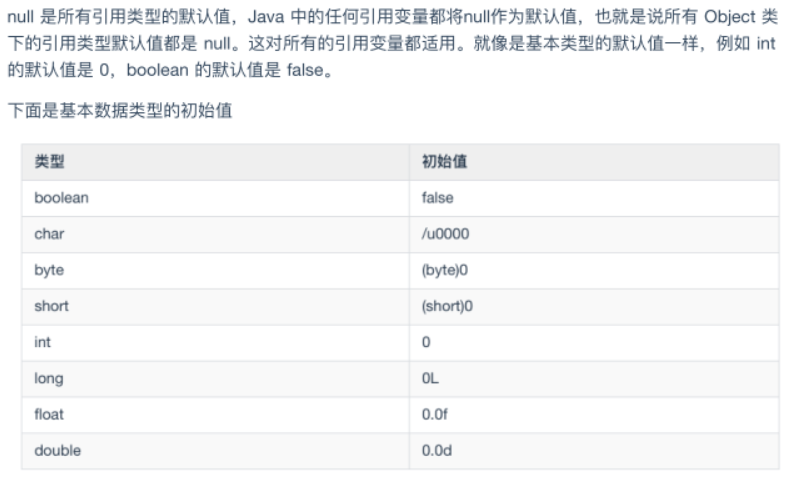 null 是所有引用类型的默认值，Java 中的任何引用变量都将null作为默认值，也就是说所有 Object 类
下的引用类型默认值都是 null。这对所有的引用变量都适用。就像是基本类型的默认值一样，例如 int
的默认值是 0，boolean 的默认值是 false。
下面是基本数据类型的初始值
类型 初始值
boolean false
char /u0000
byte (byte)0
short (short)0
int 0
long 0L
float 0.0f
double 0.0d